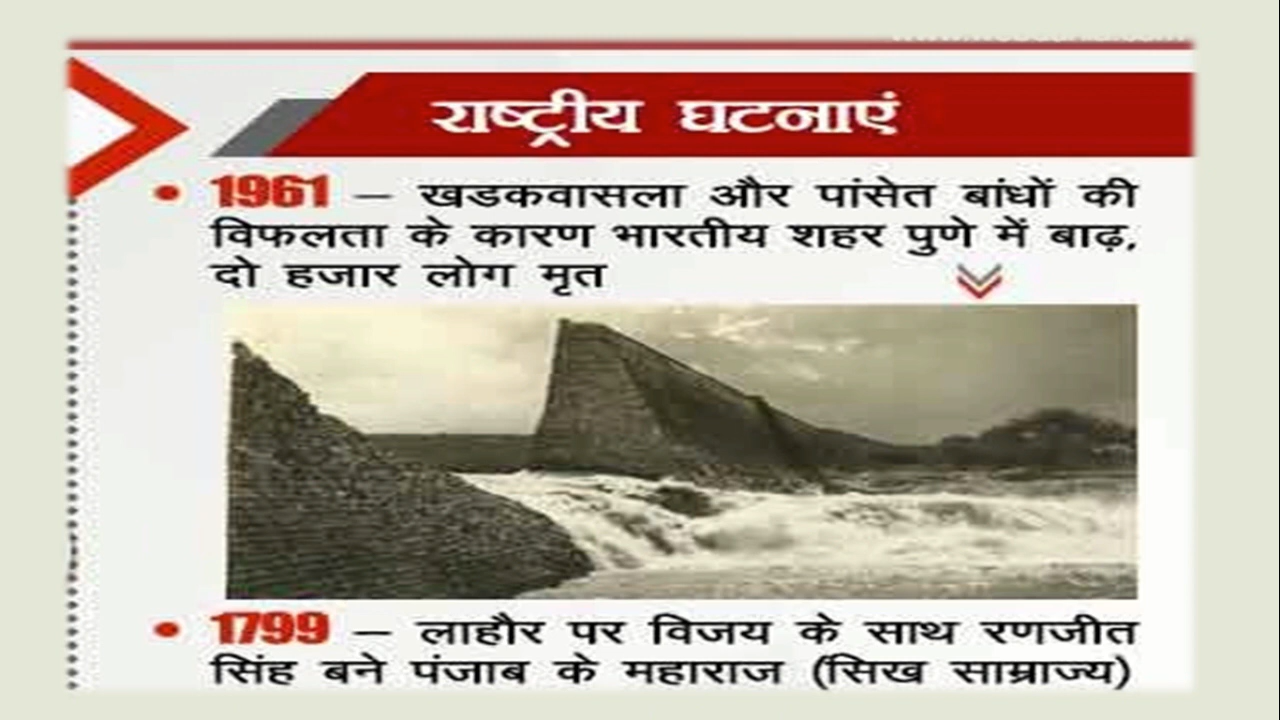 राष्ट्रीय घटनाएं
1961 – खडकवासला और पांसेत बांधों की
विफलता के कारण भारतीय शहर पुणे में बाढ़,
दो हजार लोग मृत
1799 – लाहौर पर विजय के साथ रणजीत
सिंह बने पंजाब के महाराज (सिख साम्राज्य)